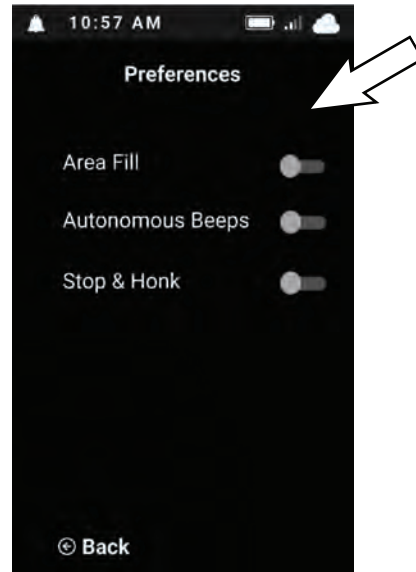 10:57 AM
Preferences
Area Fill
Autonomous Beeps
Stop & Honk
Back